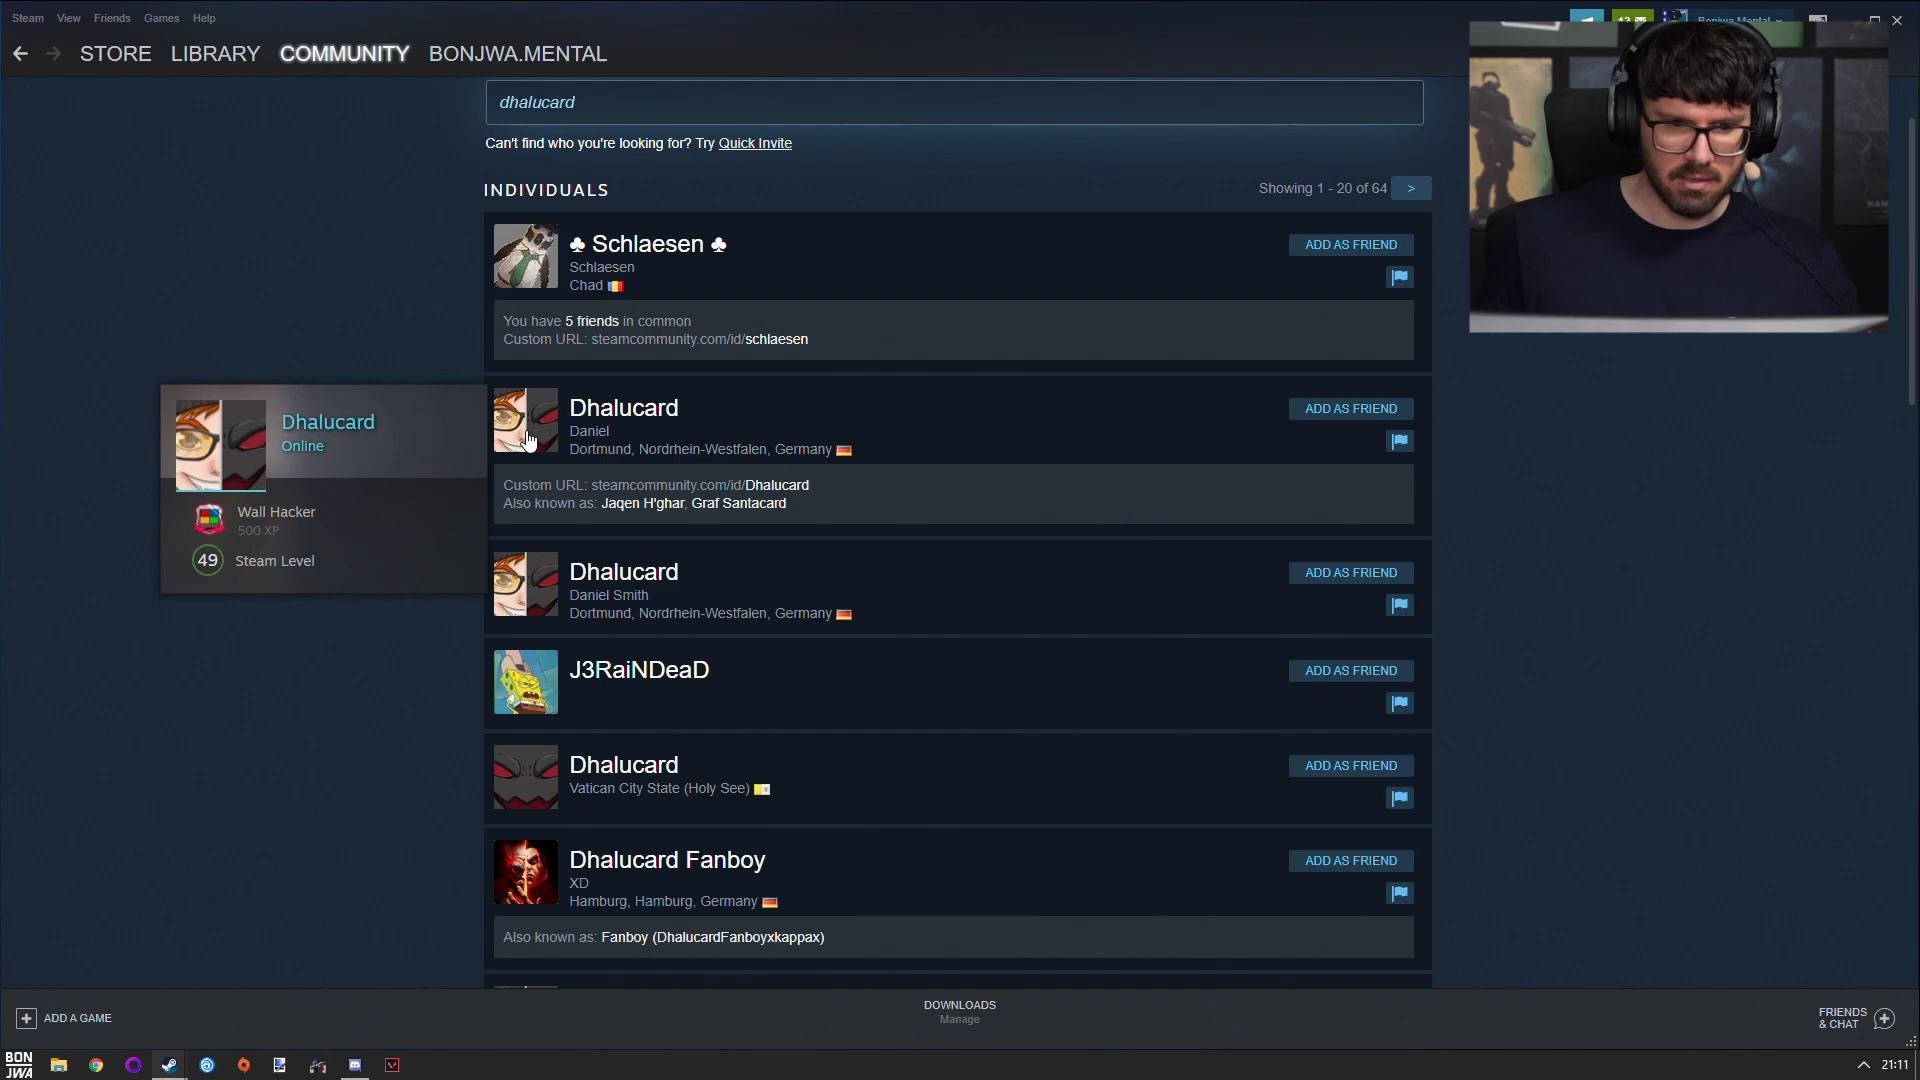 Steam View Friends Games Help
12
Bonjwa.Mental
STORE LIBRARY COMMUNITY BONJWA.MENTAL
dhalucard
Can't find who you're looking for? Try Quick Invite
INDIVIDUALS
Showing 1 - 20 of 64 >
♣ Schlaesen ♣
ADD AS FRIEND
Schlaesen
Chad
You have 5 friends in common
Custom URL: steamcommunity.com/id/schlaesen
Dhalucard
Online
Wall Hacker
500 XP
49 Steam Level
Dhalucard
ADD AS FRIEND
Daniel
Dortmund, Nordrhein-Westfalen, Germany
Custom URL: steamcommunity.com/id/Dhalucard
Also known as: Jaqen H'ghar, Graf Santacard
Dhalucard
ADD AS FRIEND
Daniel Smith
Dortmund, Nordrhein-Westfalen, Germany
J3RaiNDeaD
ADD AS FRIEND
Dhalucard
ADD AS FRIEND
Vatican City State (Holy See)
Dhalucard Fanboy
ADD AS FRIEND
XD
Hamburg, Hamburg, Germany
Also known as: Fanboy (DhalucardFanboyxkappax)
ADD A GAME
DOWNLOADS
Manage
FRIENDS
& CHAT
BON
JWA
21:11